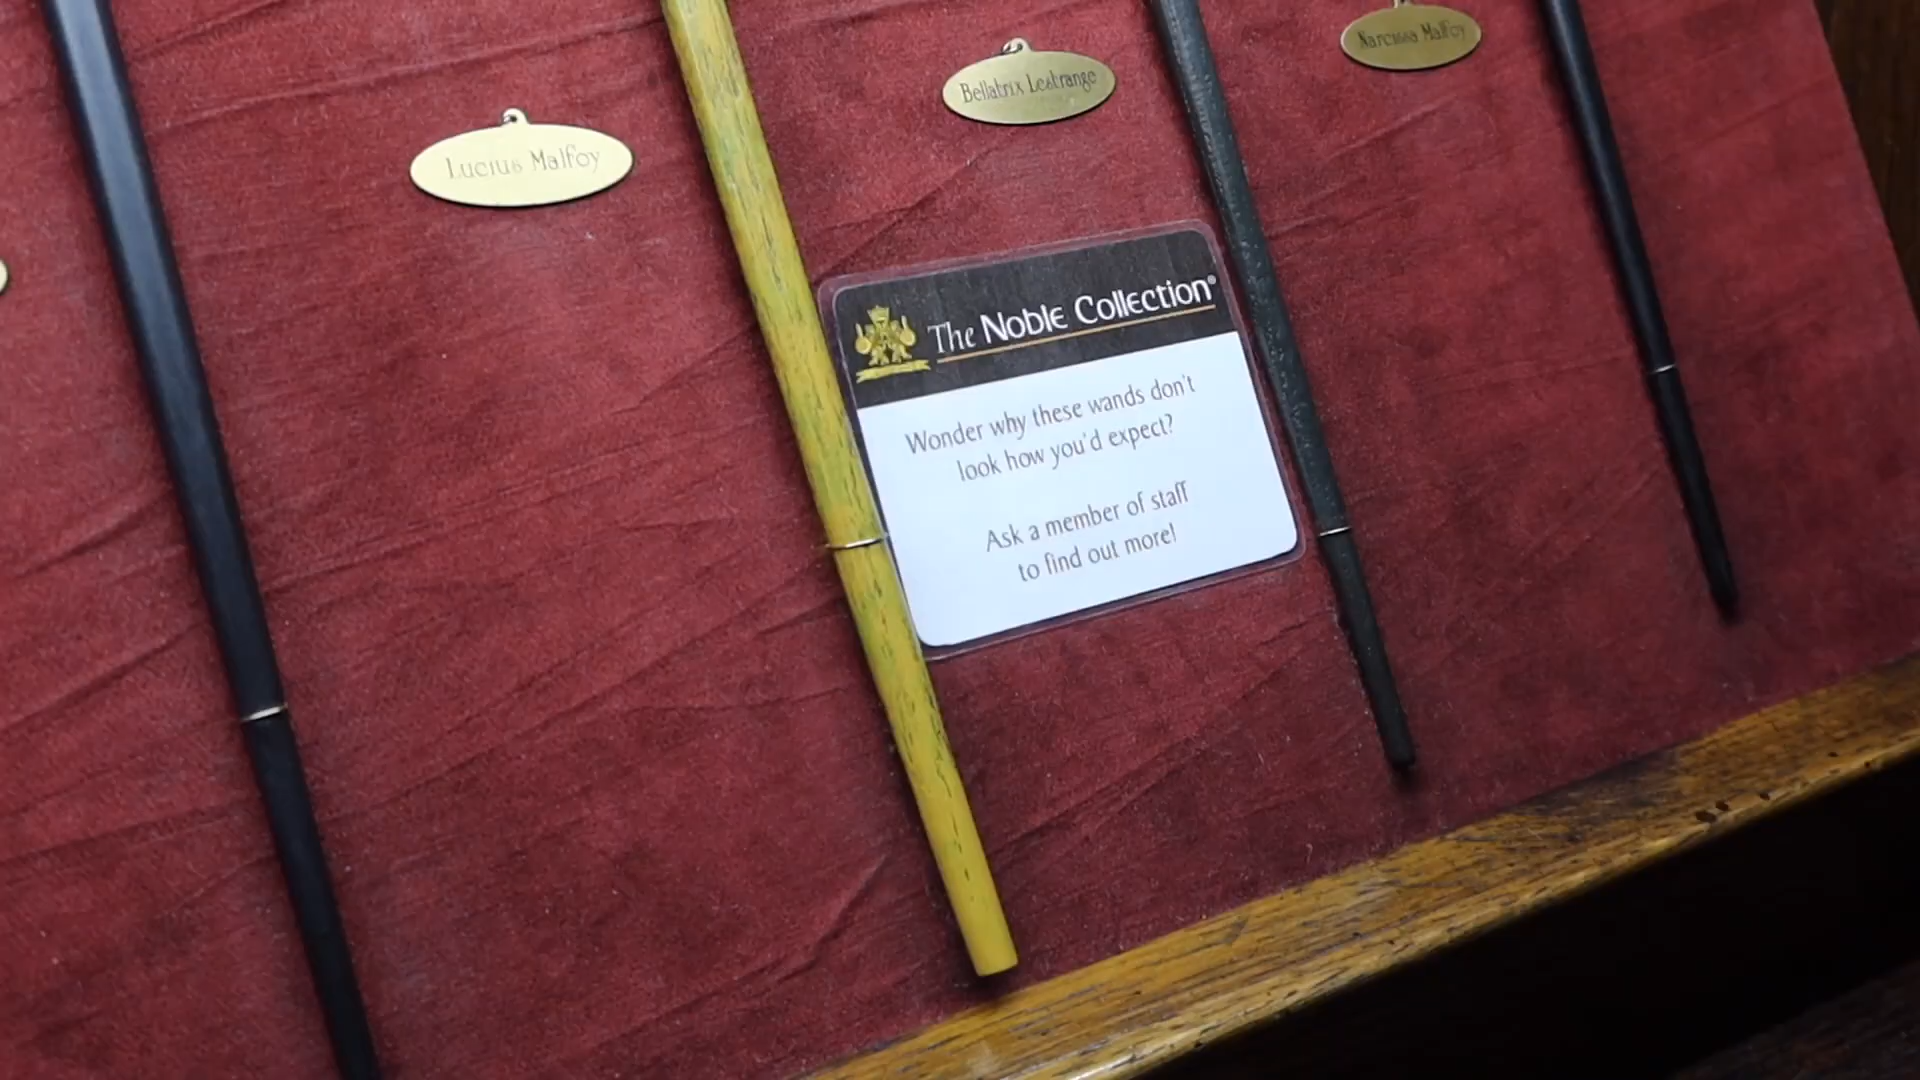 Lucius Malfoy
Bellatrix Lestrange
Narcissa Malfoy
The Noble Collection®
Wonder why these wands don't
look how you'd expect?
Ask a member of staff
to find out more!